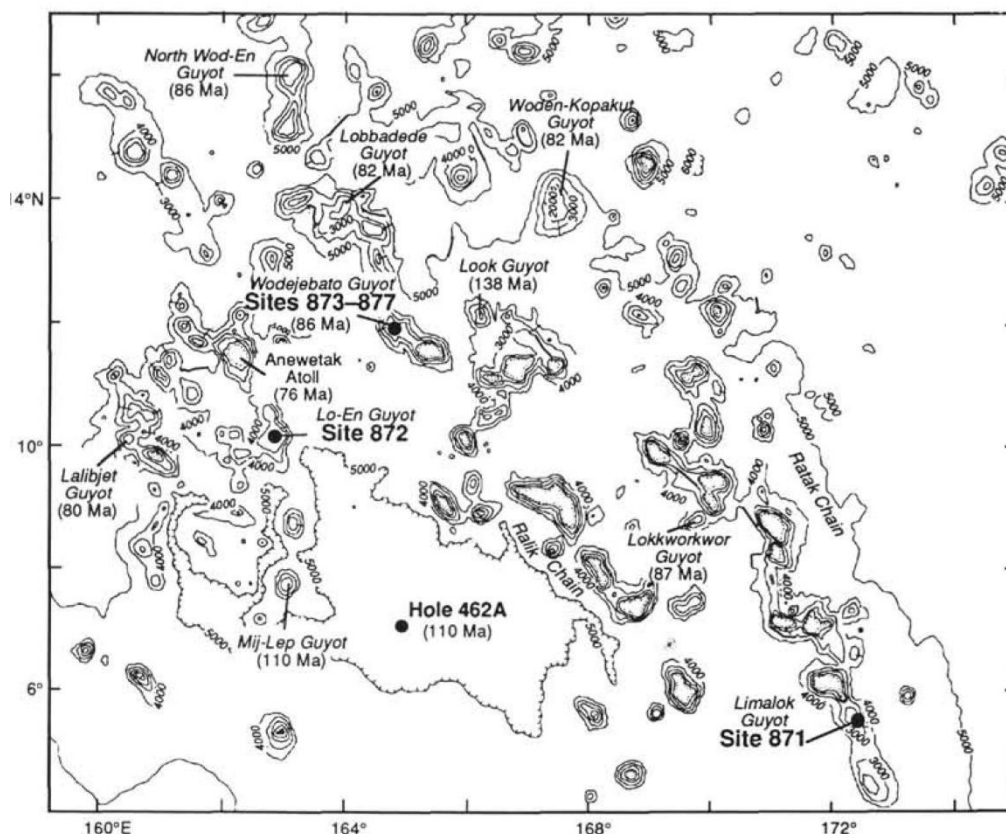 North Wod-En
Guyot
(86 Ma)
Lobbadede
Guyot
(82 Ma)
Woden-Kopakut
Guyot
(82 Ma)
4°N
Look Guyot
(138 Ma)
Wodejebato Guyot
Sites 873–877
(86 Ma)
Anewetak
Atoll
(76 Ma)
Lo-En Guyot
Site 872
10°
Lalibjet
Guyot
(80 Ma)
Ratak Chain
Ralik Chain
Lokkworkwor
Guyot
(87 Ma)
Hole 462A
(110 Ma)
Mij-Lep Guyot
(110 Ma)
6°
Limalok
Guyot
Site 871
160°E
164°
168°
172°
5000
4000
3000
2000
6000